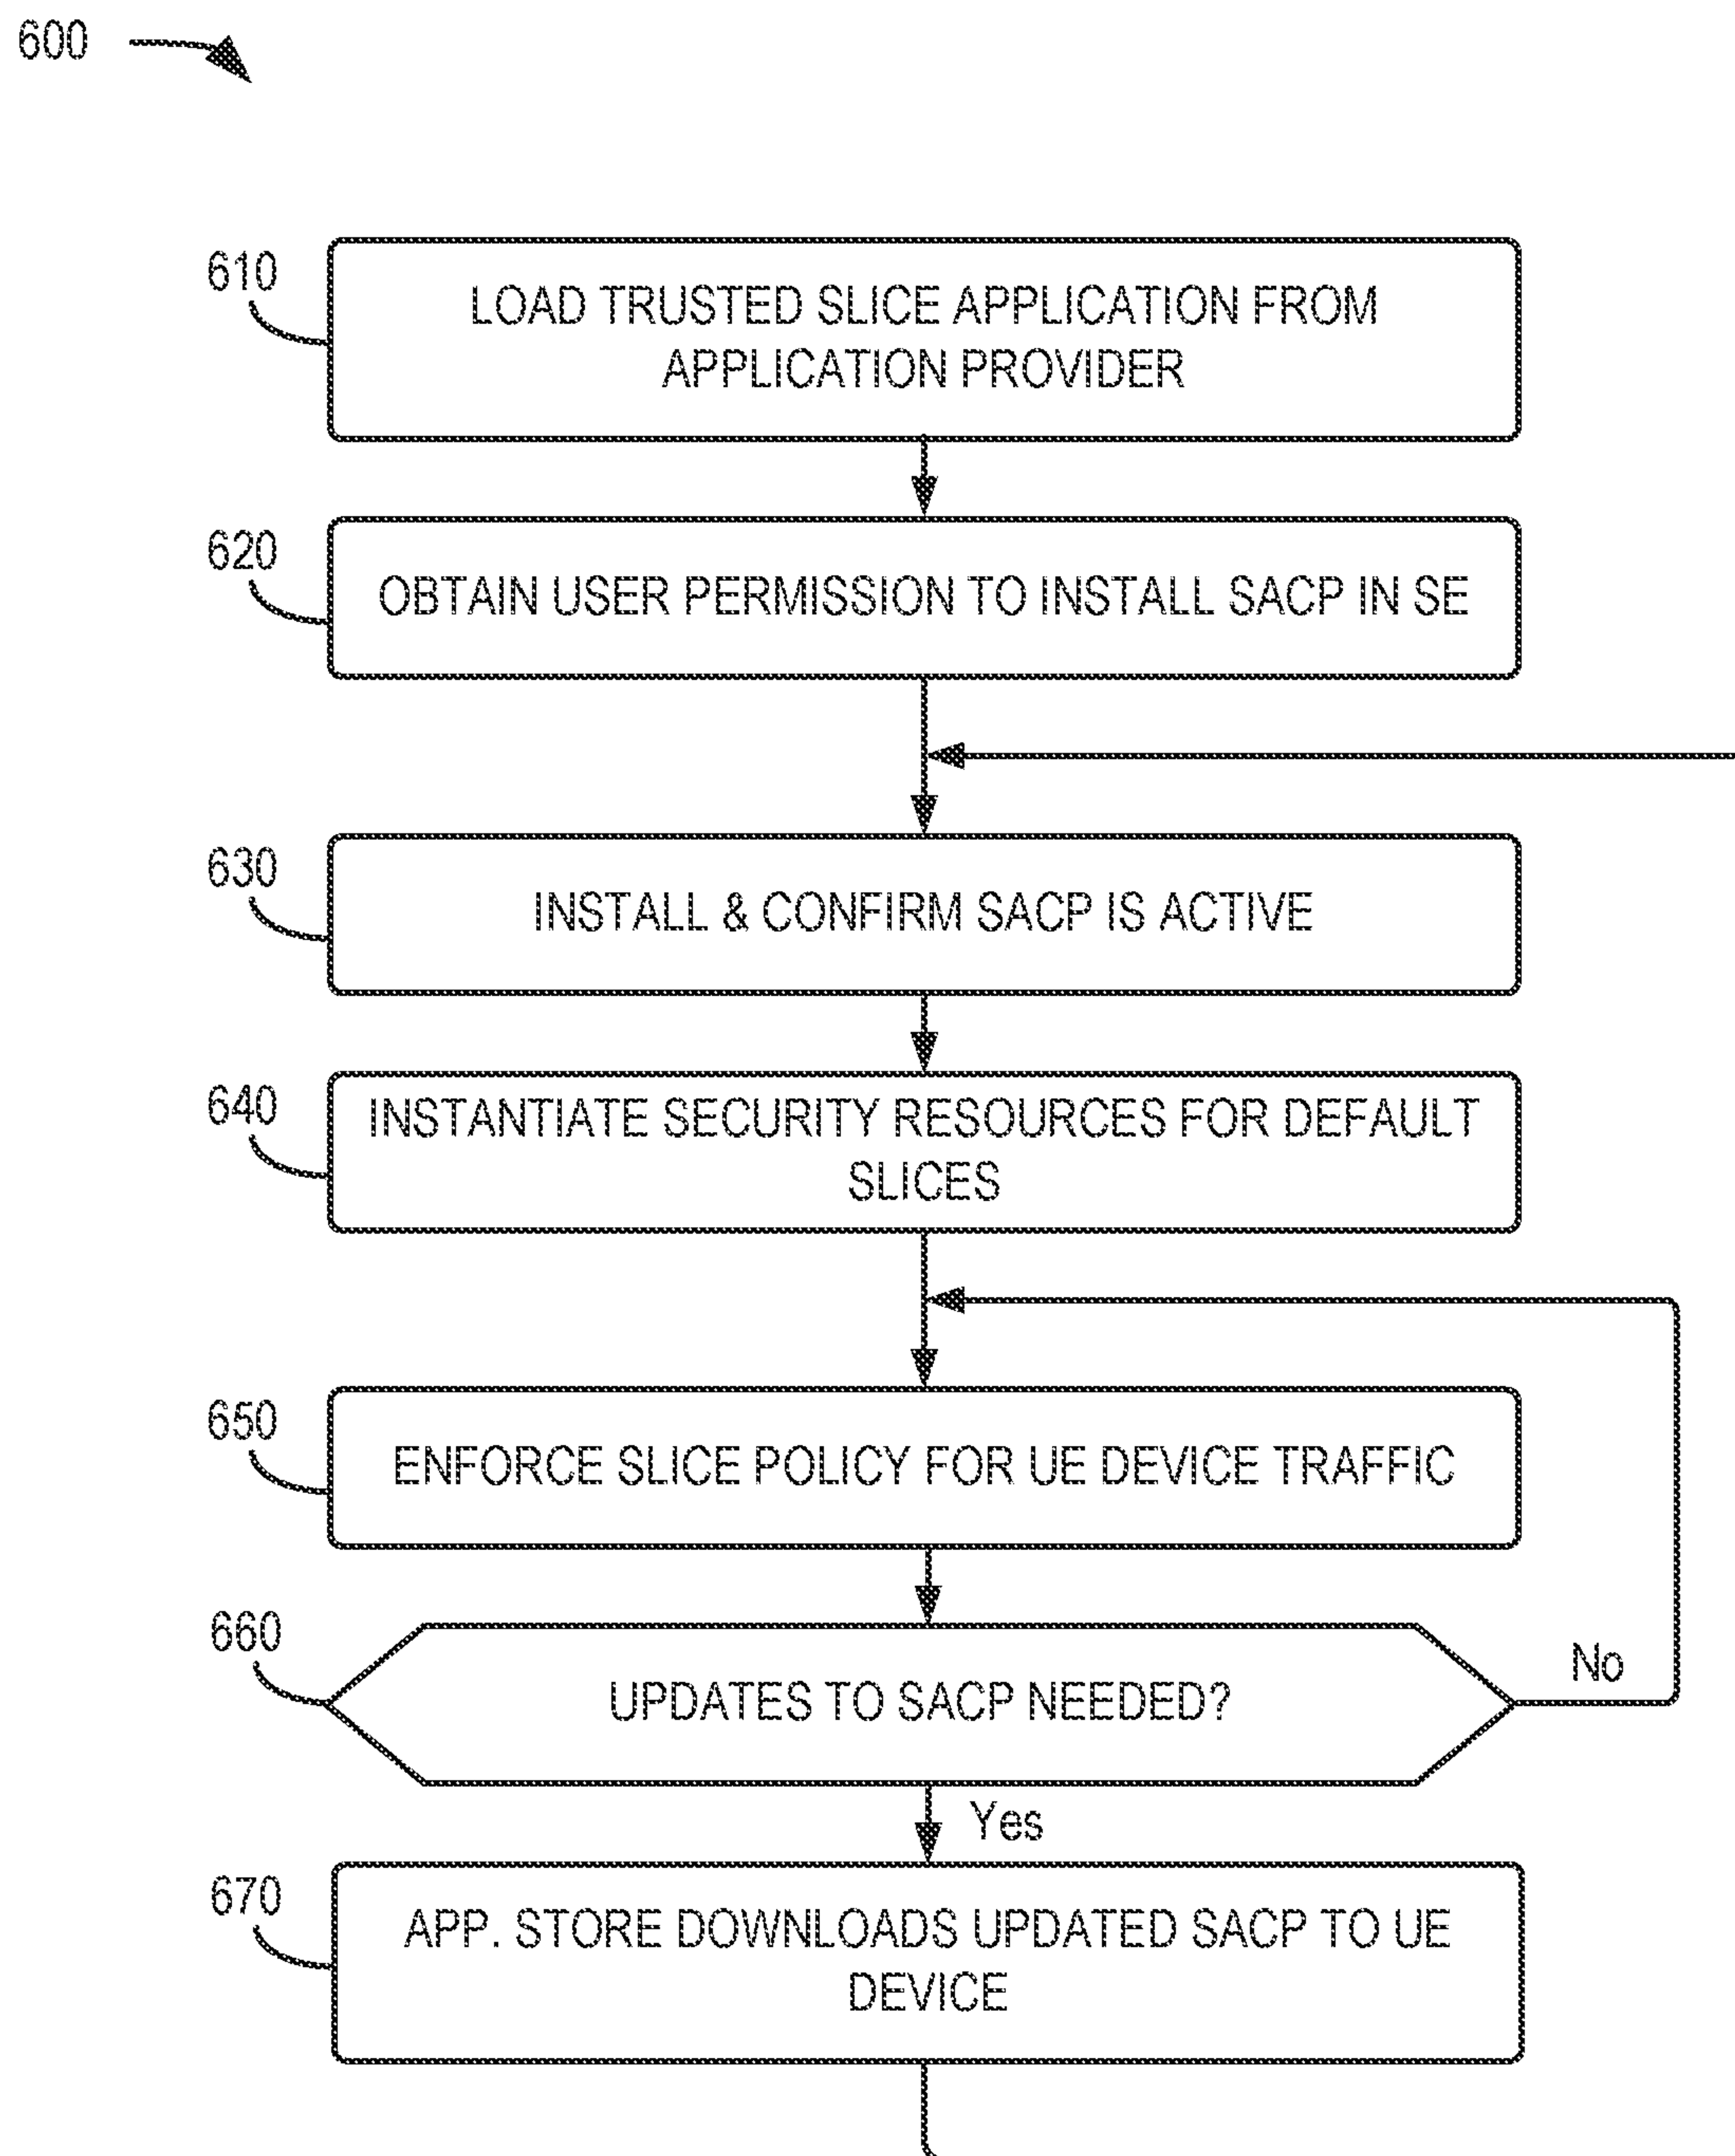 600
610
LOAD TRUSTED SLICE APPLICATION FROM
APPLICATION PROVIDER
620
OBTAIN USER PERMISSION TO INSTALL SACP IN SE
630
INSTALL & CONFIRM SACP IS ACTIVE
640
INSTANTIATE SECURITY RESOURCES FOR DEFAULT
SLICES
650
ENFORCE SLICE POLICY FOR UE DEVICE TRAFFIC
660
UPDATES TO SACP NEEDED?
No
Yes
670
APP. STORE DOWNLOADS UPDATED SACP TO UE
DEVICE